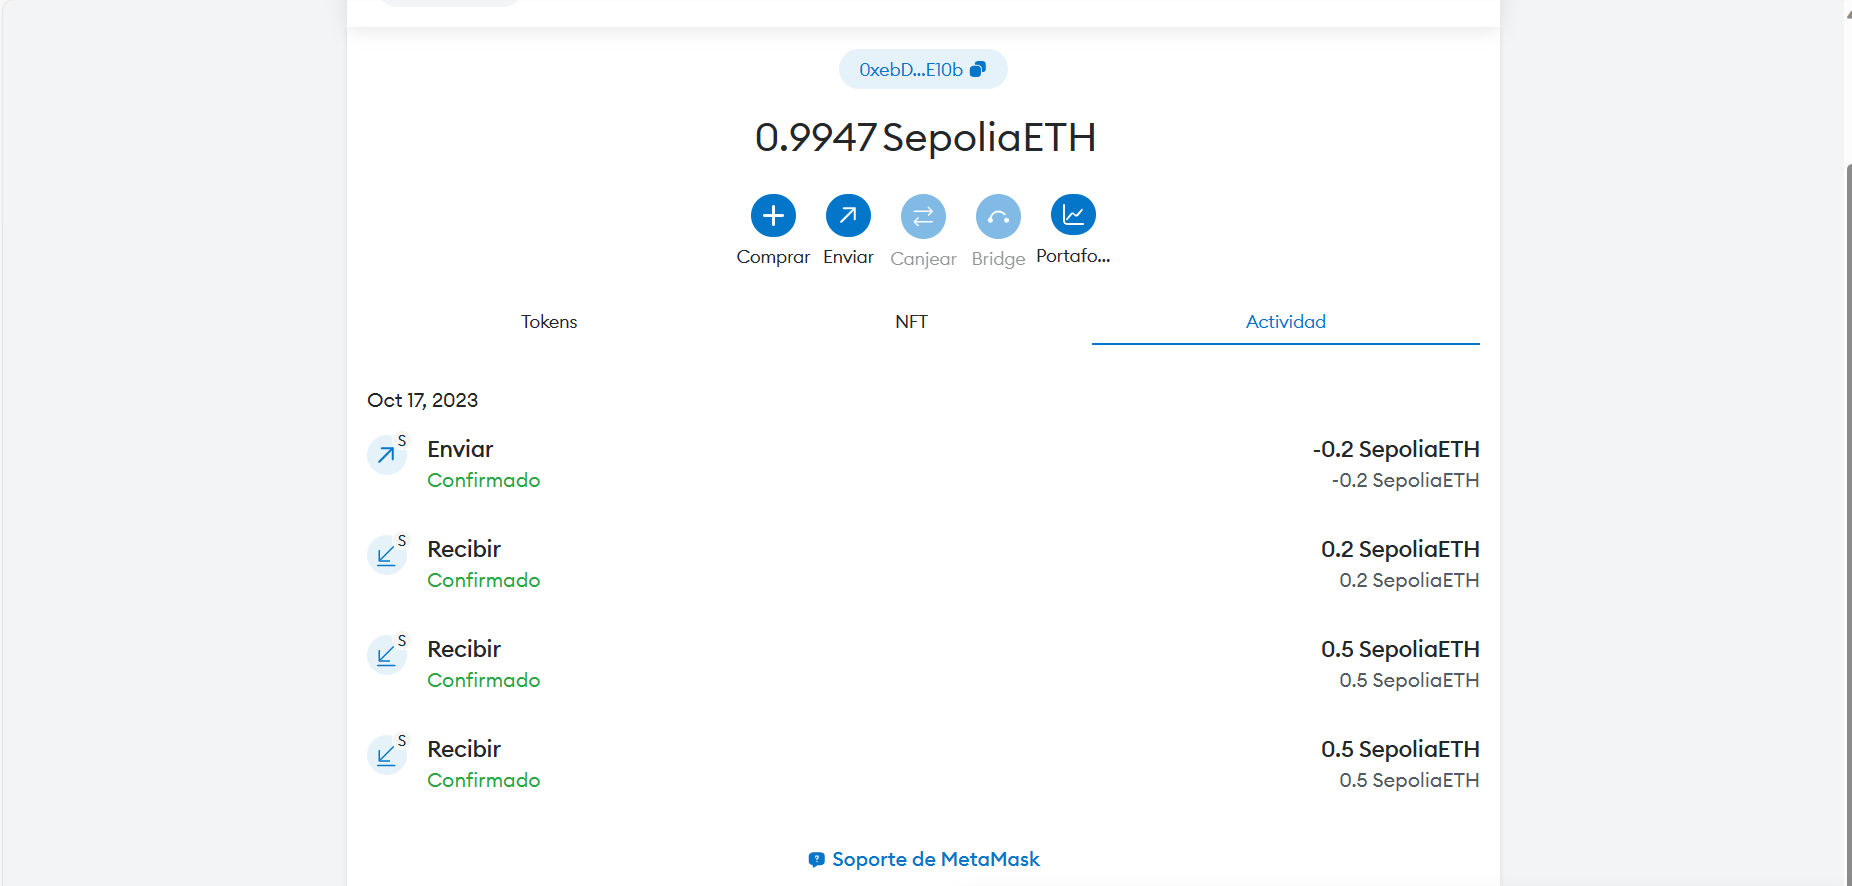 0xebD...E10b
0.9947 SepoliaETH
Comprar Enviar Canjear Bridge Portafo...
Tokens NFT Actividad
Oct 17, 2023
S
Enviar -0.2 SepoliaETH
Confirmado -0.2 SepoliaETH
S
Recibir 0.2 SepoliaETH
Confirmado 0.2 SepoliaETH
S
Recibir 0.5 SepoliaETH
Confirmado 0.5 SepoliaETH
S
Recibir 0.5 SepoliaETH
Confirmado 0.5 SepoliaETH
Soporte de MetaMask